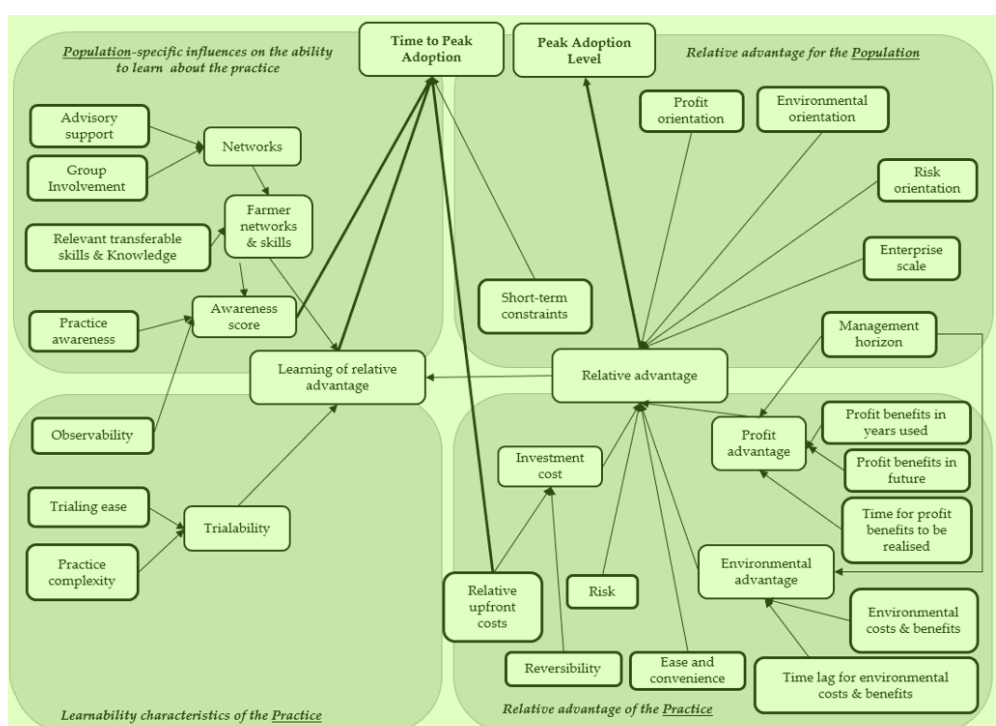 Population-specific influences on the ability
to learn about the practice
Time to Peak
Adoption
Peak Adoption
Level
Relative advantage for the Population
Advisory
support
Group
Involvement
Networks
Farmer
networks
& skills
Relevant transferable
skills & Knowledge
Awareness
score
Practice
awareness
Profit
orientation
Environmental
orientation
Risk
orientation
Enterprise
scale
Short-term
constraints
Management
horizon
Learning of relative
advantage
Relative advantage
Observability
Trialing ease
Practice
complexity
Trialability
Investment
cost
Profit
advantage
Profit benefits in
years used
Profit benefits in
future
Time for profit
benefits to be
realised
Environmental
advantage
Relative
upfront
costs
Risk
Environmental
costs & benefits
Reversibility
Ease and
convenience
Time lag for environmental
costs & benefits
Learnability characteristics of the Practice
Relative advantage of the Practice